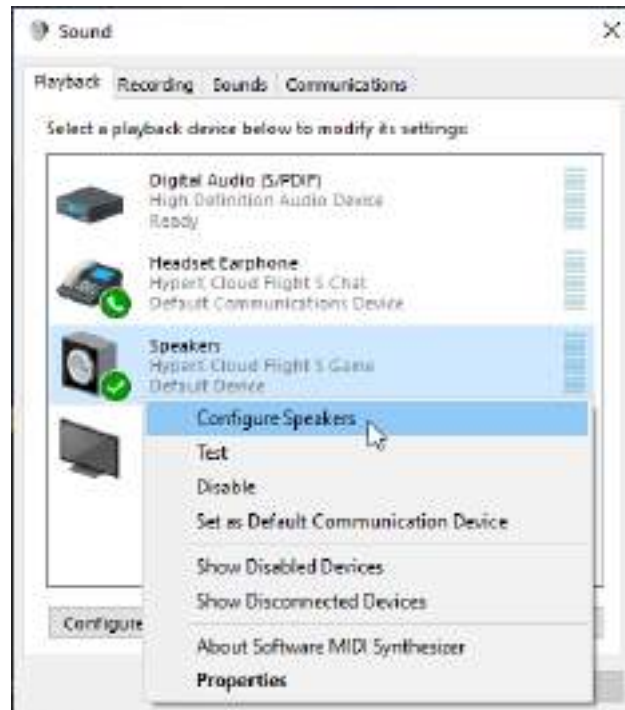 Sound
Playback Recording Sounds Communications
Select a playback device below to modify its settings:
Digital Audio (S/PDIF)
High Definition Audio Device
Ready
Headset Earphone
HyperX Cloud Flight S Chat
Default Communications Device
Speakers
HyperX Cloud Flight S Game
Default Device
Configure Speakers
Test
Disable
Set as Default Communication Device
Show Disabled Devices
Show Disconnected Devices
Configure
About Software MIDI Synthesizer
Properties